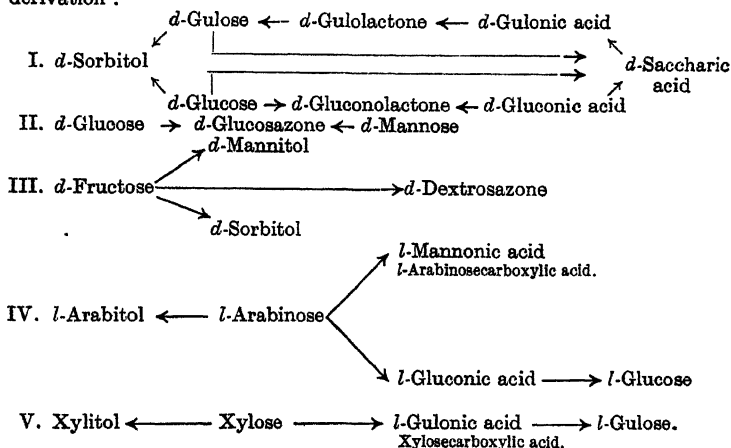 derivation :
d-Gulose ← d-Gulolactone ← d-Gulonic acid
I. d-Sorbitol
d-Saccharic
acid
d-Glucose → d-Gluconolactone ← d-Gluconic acid
II. d-Glucose → d-Glucosazone ← d-Mannose
d-Mannitol
III. d-Fructose → d-Dextrosazone
d-Sorbitol
l-Mannonic acid
l-Arabinosecarboxylic acid.
IV. l-Arabitol ← l-Arabinose
l-Gluconic acid → l-Glucose
V. Xylitol ← Xylose → l-Gulonic acid → l-Gulose.
Xylosecarboxylic acid.